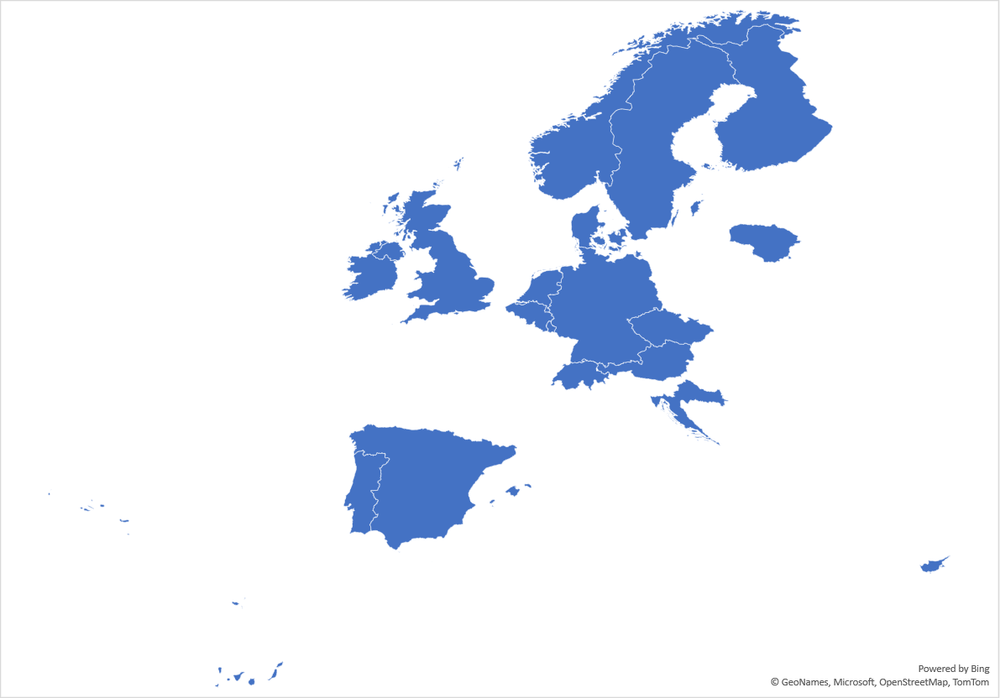 Powered by Bing
© GeoNames, Microsoft, OpenStreetMap, TomTom